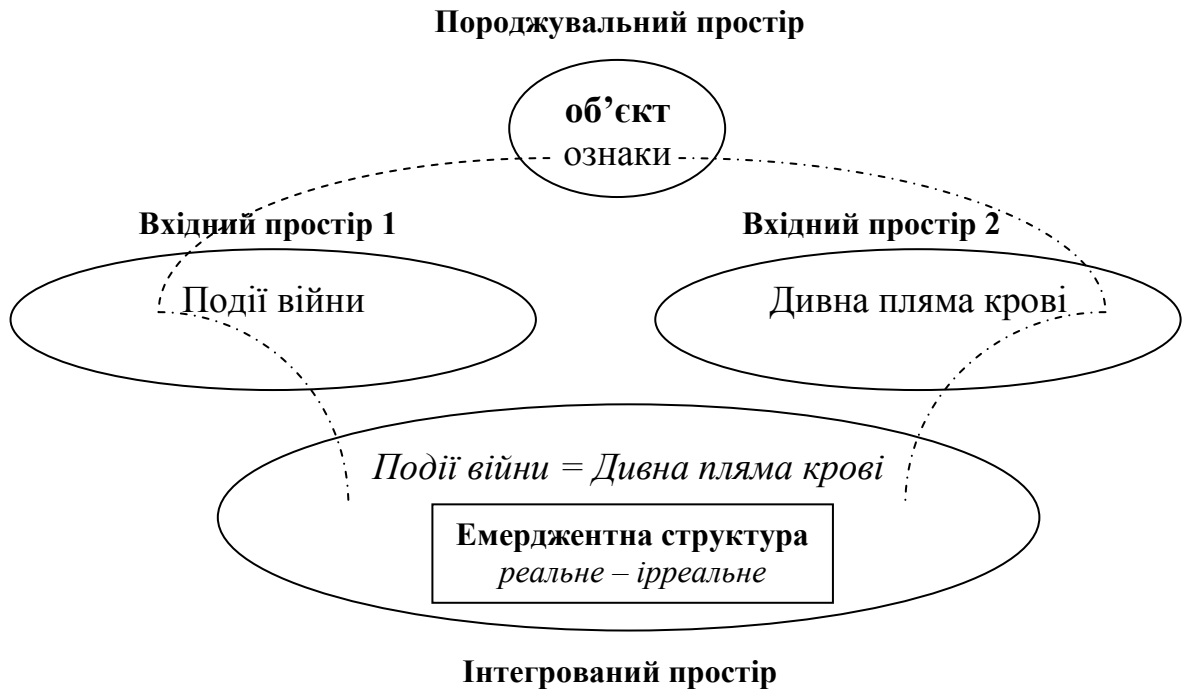 Породжувальний простір
об’єкт
ознаки
Вхідний простір 1
Вхідний простір 2
Події війни
Дивна пляма крові
Події війни = Дивна пляма крові
Емерджентна структура
реальне – ірреальне
Інтегрований простір